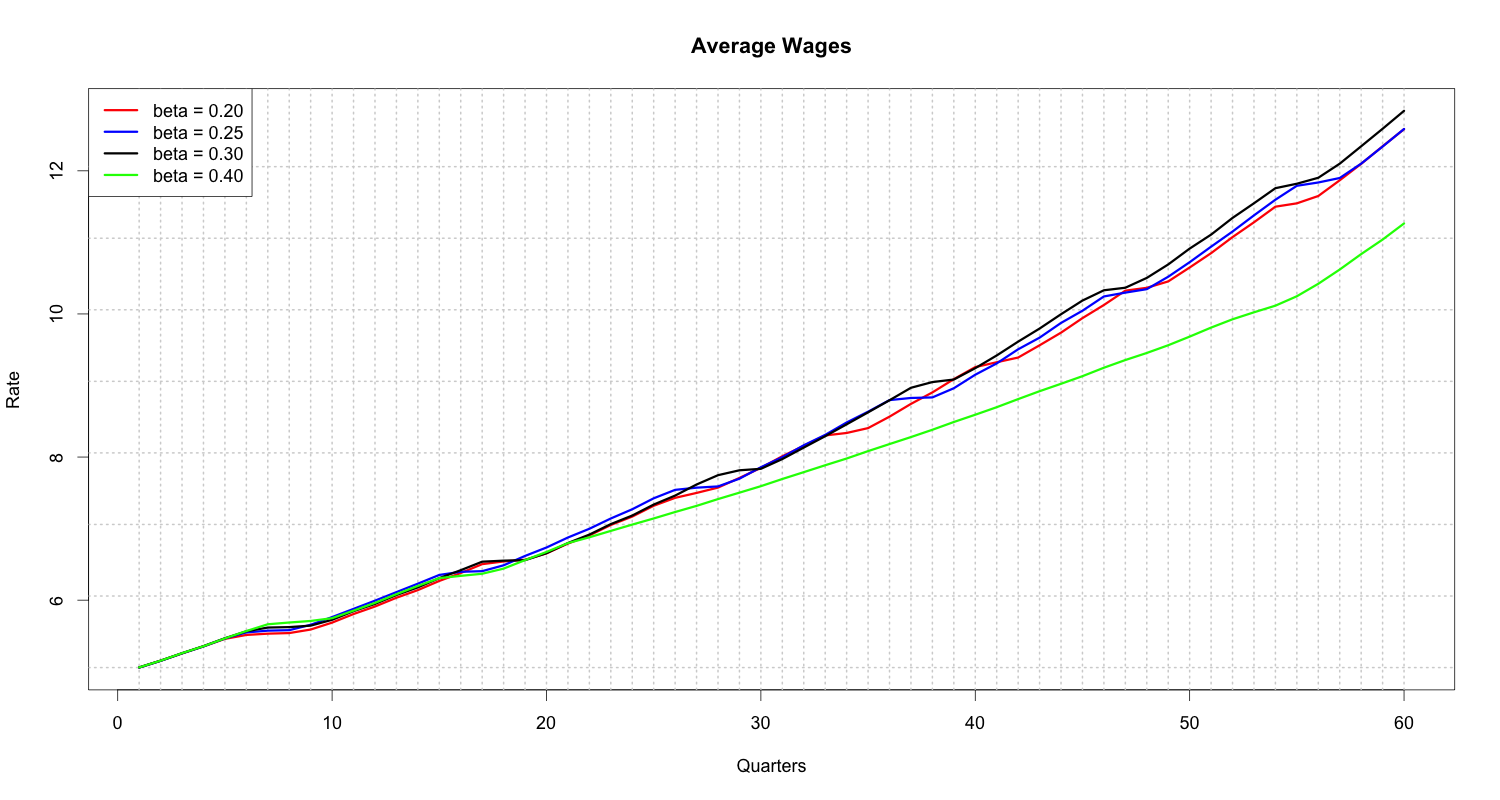 Average Wages
beta = 0.20
beta = 0.25
beta = 0.30
beta = 0.40
12
10
8
6
Rate
0 10 20 30 40 50 60
Quarters